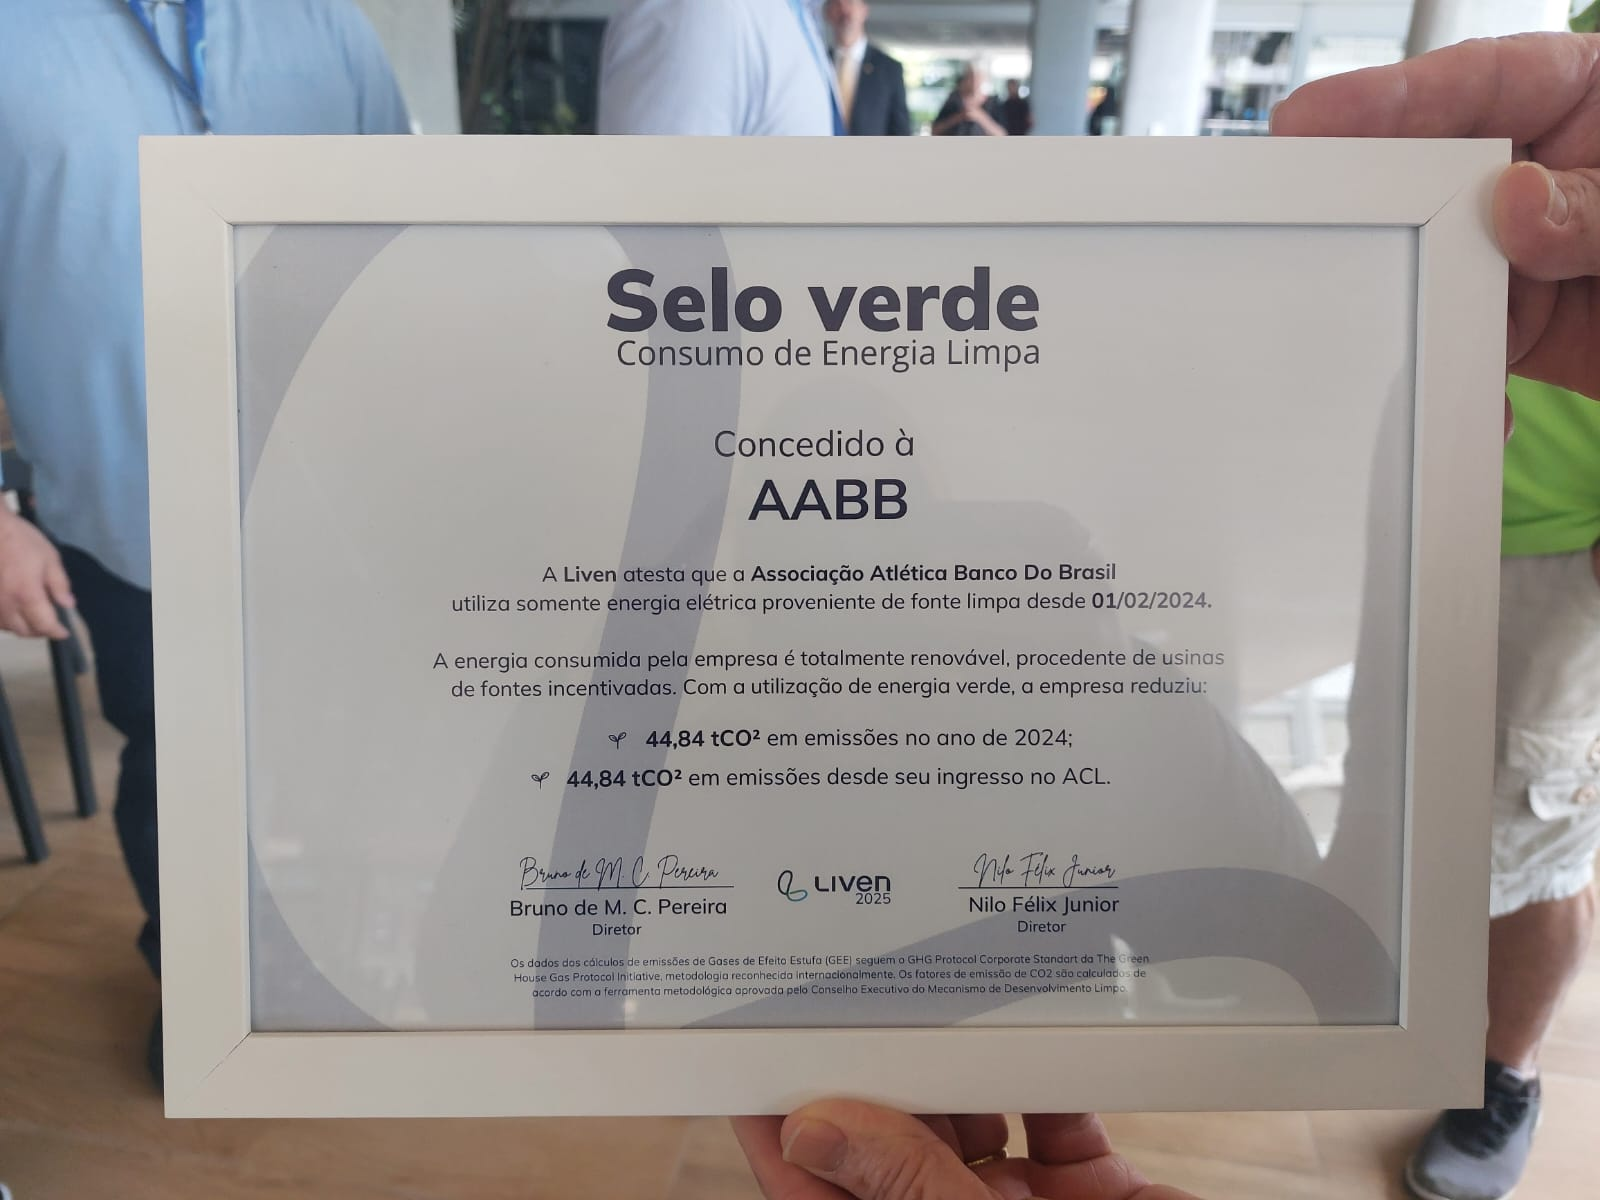 Selo verde
Consumo de Energia Limpa
Concedido à
AABB
A Liven atesta que a Associação Atlética Banco Do Brasil
utiliza somente energia elétrica proveniente de fonte limpa desde 01/02/2024.
A energia consumida pela empresa é totalmente renovável, procedente de usinas
de fontes incentivadas. Com a utilização de energia verde, a empresa reduziu:
44,84 tCO² em emissões no ano de 2024;
44,84 tCO² em emissões desde seu ingresso no ACL.
Bruno de M. C. Pereira
Bruno de M. C. Pereira
Diretor
LIVEN
2025
Nilo Félix Junior
Nilo Félix Junior
Diretor
Os dados dos cálculos de emissões de Gases de Efeito Estufa (GEE) seguem o GHG Protocol Corporate Standart da The Green
House Gas Protocol Initiative, metodologia reconhecida internacionalmente. Os fatores de emissão de CO2 são calculados de
acordo com a ferramenta metodológica aprovada pelo Conselho Executivo do Mecanismo de Desenvolvimento Limpo.